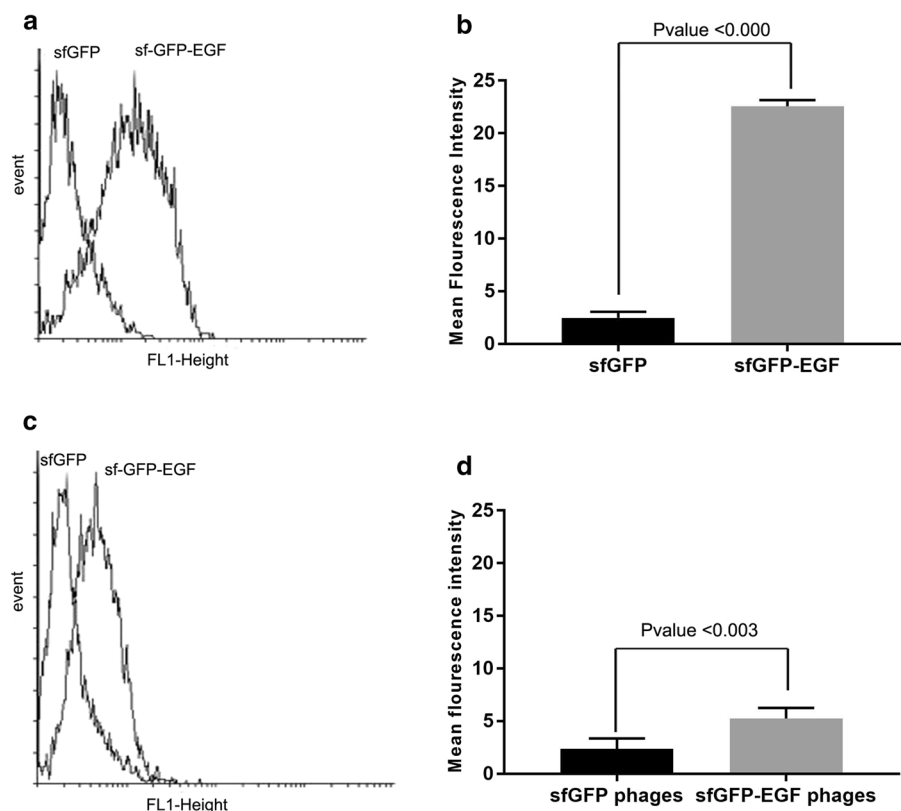 a
sfGFP sf-GFP-EGF
event
FL1-Height
b
Pvalue <0.000
Mean Flourescence Intensity
25
20
15
10
5
0
sfGFP sfGFP-EGF
c
sfGFP sf-GFP-EGF
event
FL1-Height
d
Pvalue <0.003
Mean flourescence intensity
25
20
15
10
5
0
sfGFP phages sfGFP-EGF phages